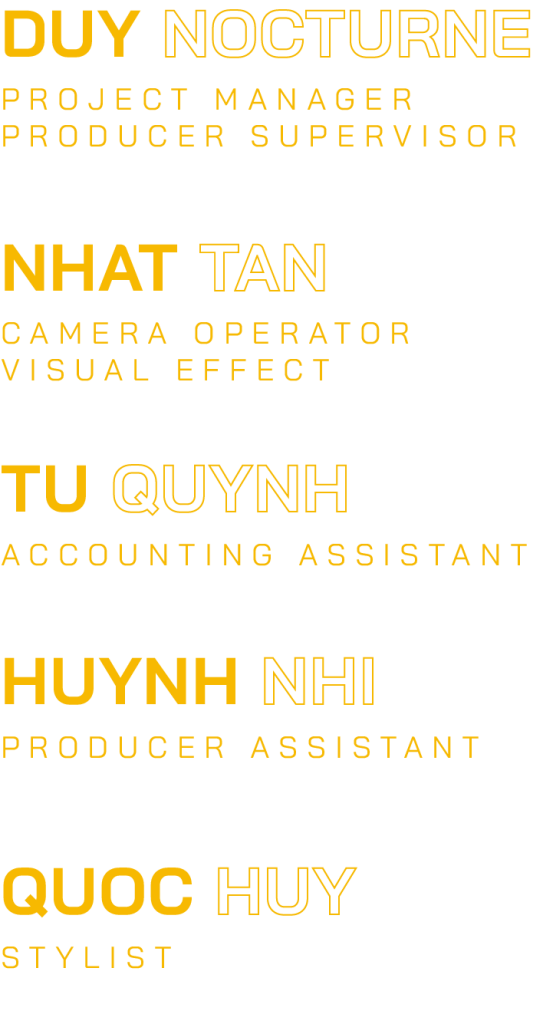 DUY NOCTURNE
PROJECT MANAGER
PRODUCER SUPERVISOR
NHAT TAN
CAMERA OPERATOR
VISUAL EFFECT
TU QUYNH
ACCOUNTING ASSISTANT
HUYNH NHI
PRODUCER ASSISTANT
QUOC HUY
STYLIST